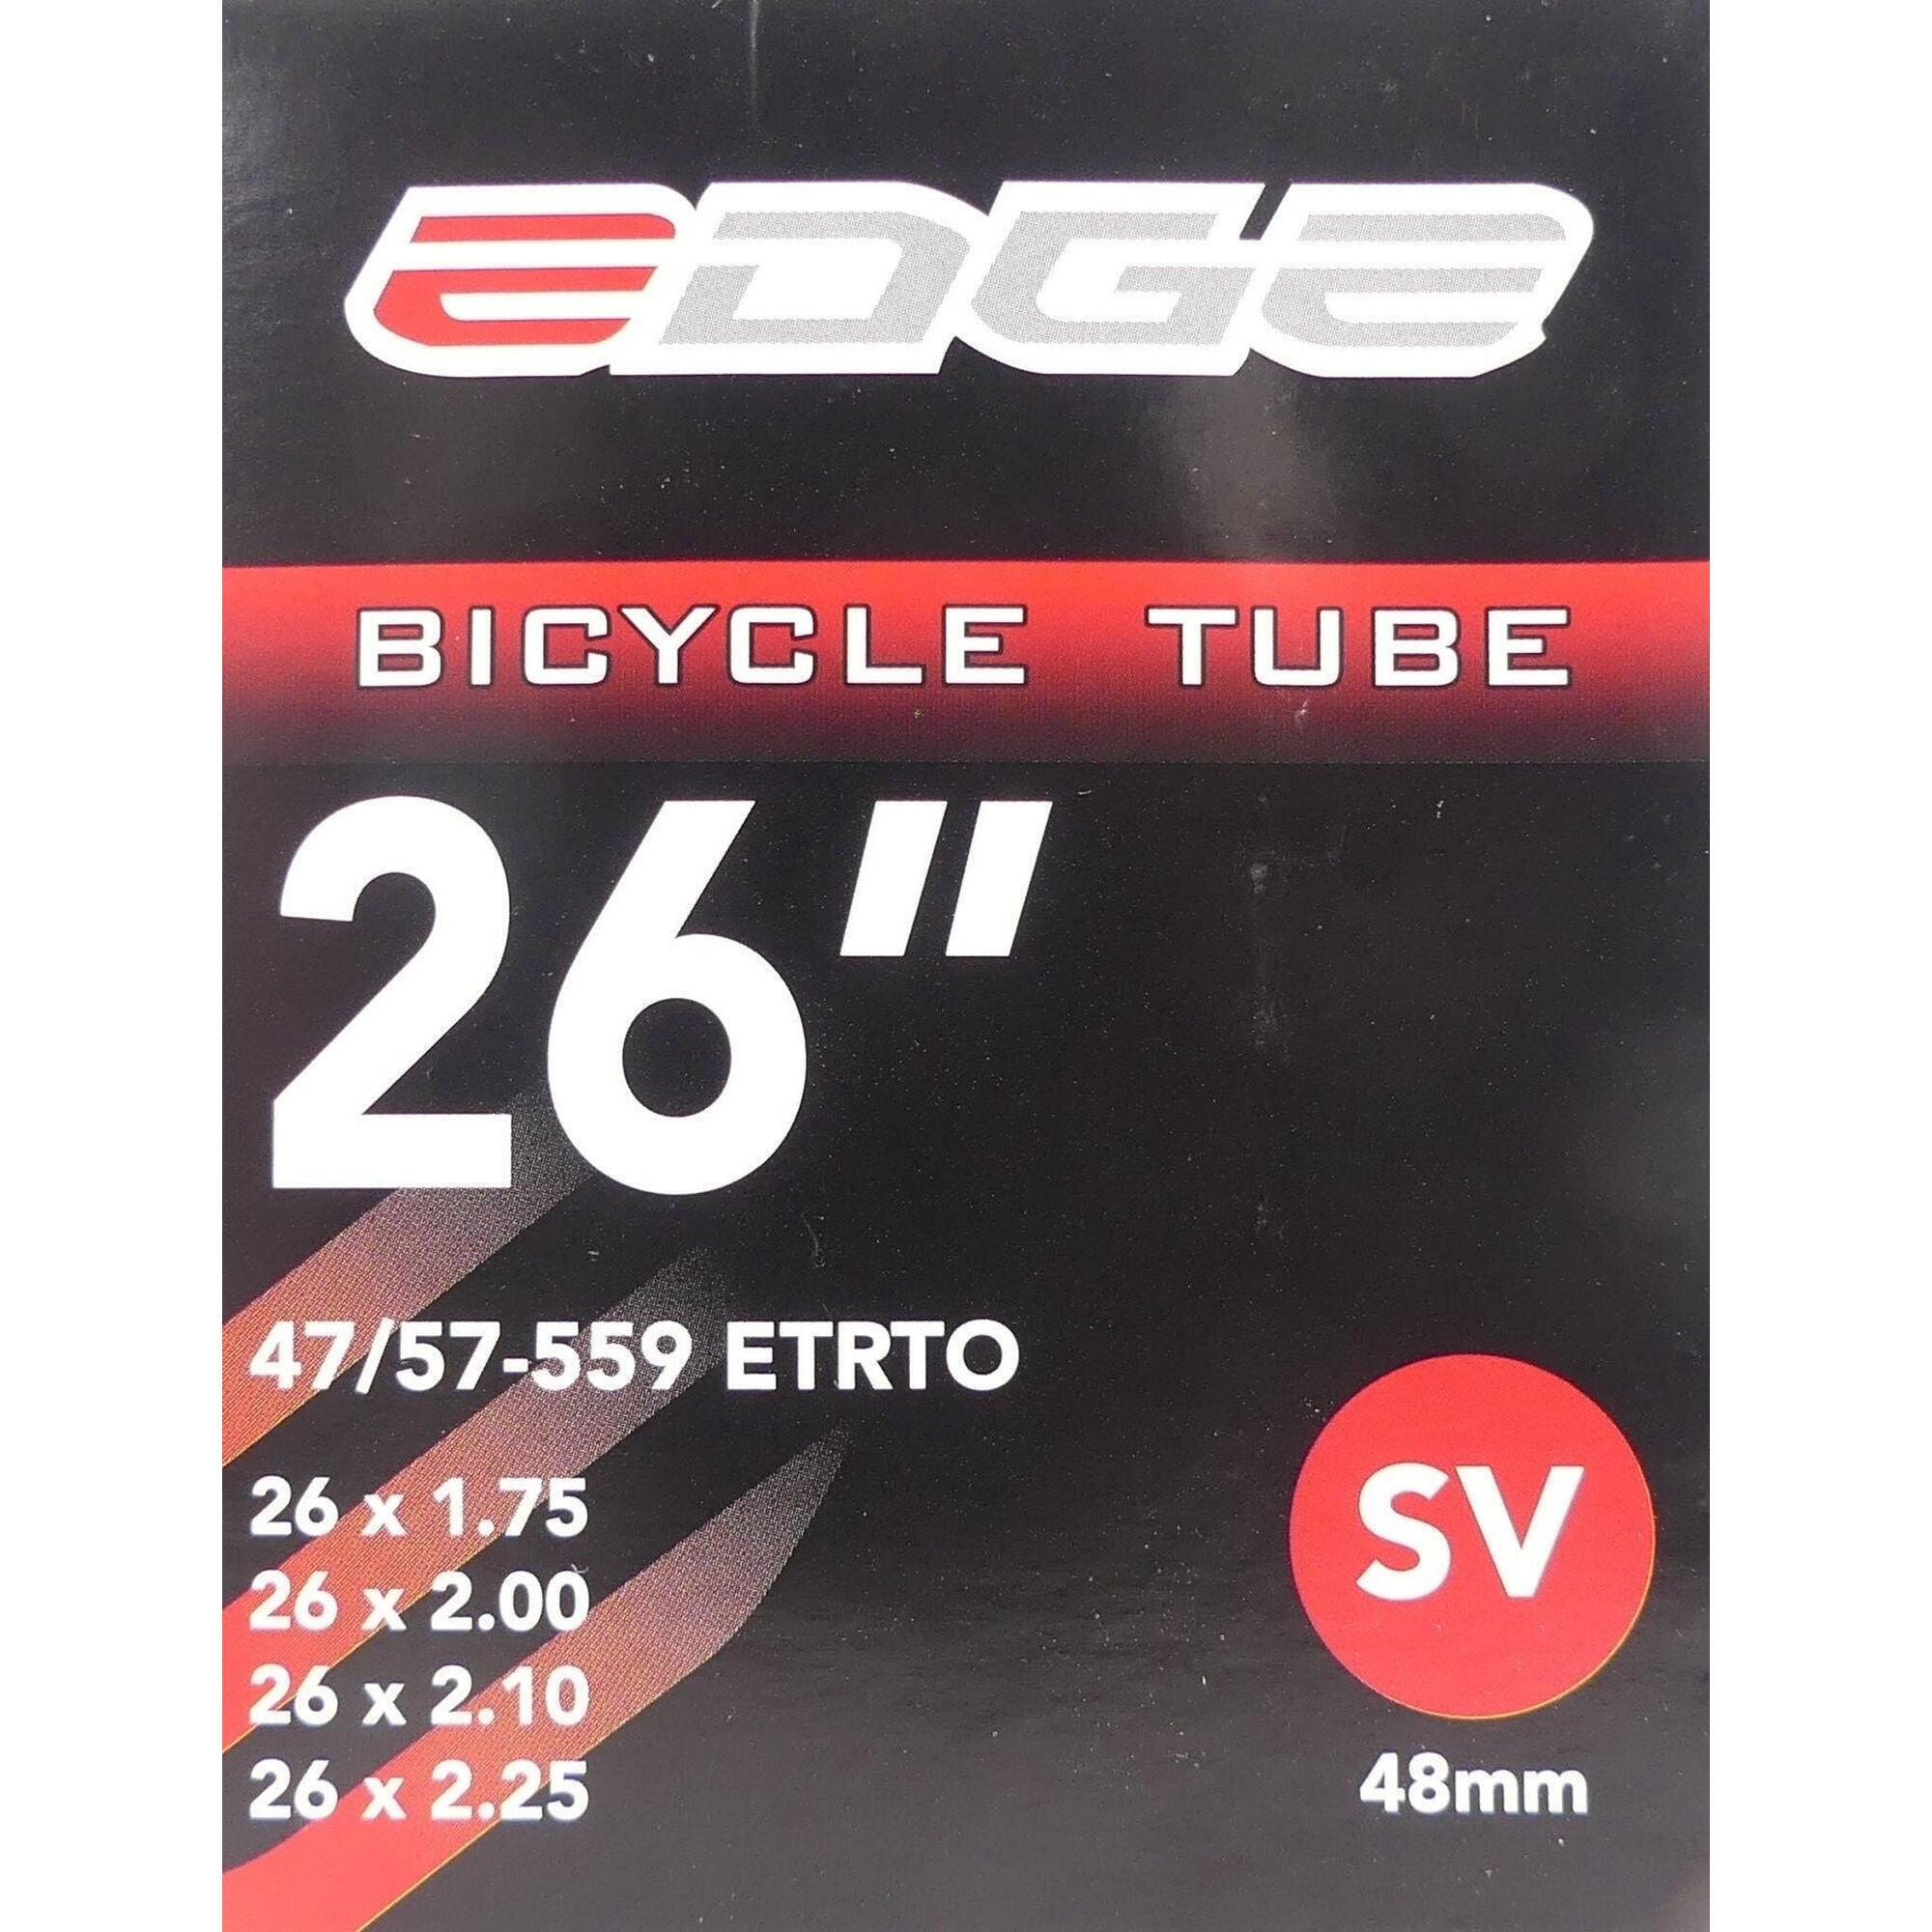 EDGE
BICYCLE TUBE
26"
47/57-559 ETRTO
26 x 1.75
26 x 2.00
26 x 2.10
26 x 2.25
SV
48mm